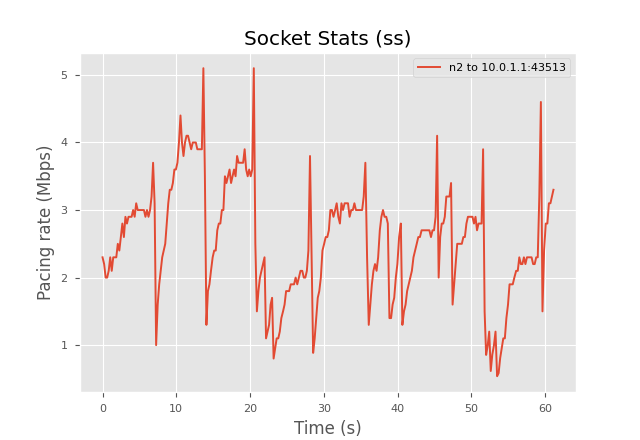 Socket Stats (ss)
n2 to 10.0.1.1:43513
Pacing rate (Mbps)
5
4
3
2
1
0 10 20 30 40 50 60
Time (s)